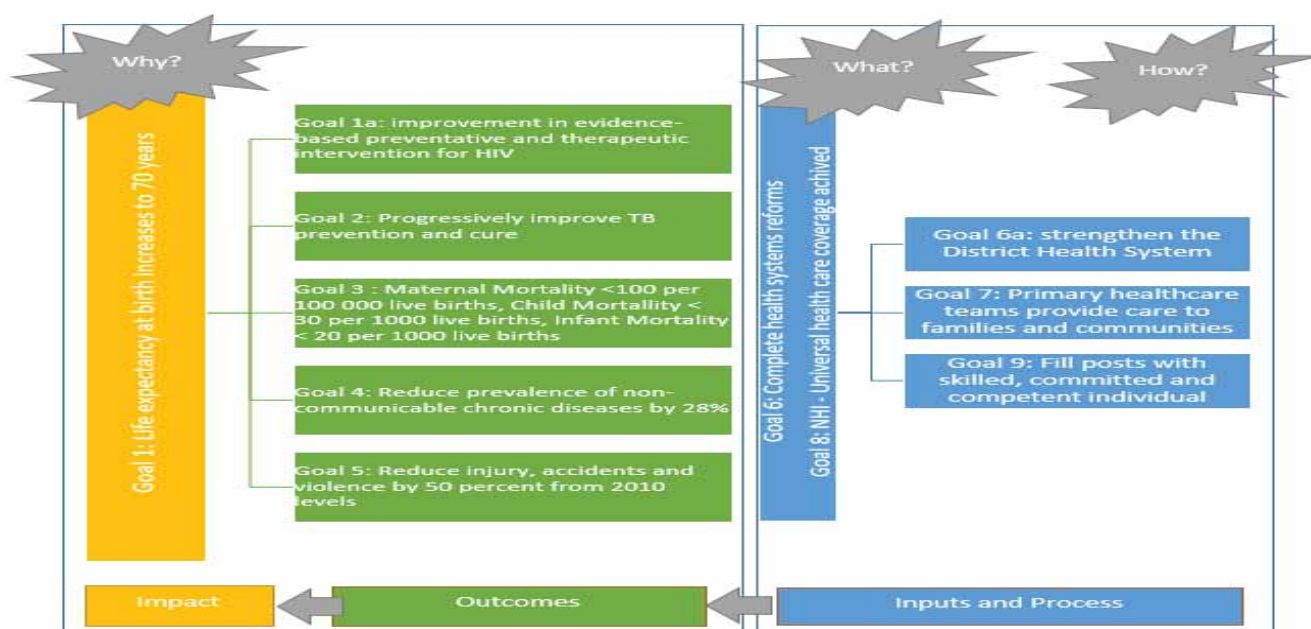 Why?
What?
How?
Goal 1: Life expectancy at birth increases to 70 years
Goal 1a: improvement in evidence-
based preventative and therapeutic
intervention for HIV
Goal 2: Progressively improve TB
prevention and cure
Goal 3 : Maternal Mortality <100 per
100 000 live births, Child Mortallity <
30 per 1000 live births, Infant Mortality
< 20 per 1000 live births
Goal 4: Reduce prevalence of non-
communicable chronic diseases by 28%
Goal 5: Reduce injury, accidents and
violence by 50 percent from 2010
levels
Goal 6: Complete health systems reforms
Goal 8: NHI - Universal health care coverage achived
Goal 6a: strengthen the
District Health System
Goal 7: Primary healthcare
teams provide care to
families and communities
Goal 9: Fill posts with
skilled, committed and
competent individual
Impact
Outcomes
Inputs and Process